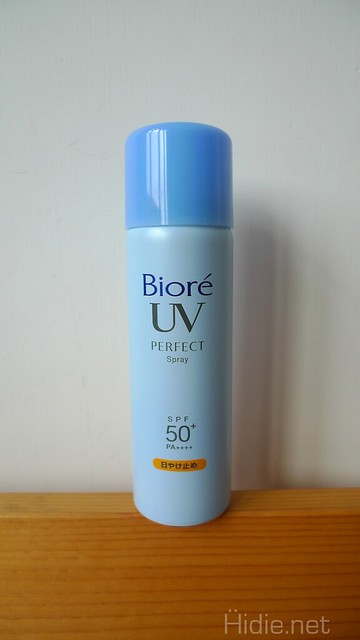 Bioré
UV
PERFECT
Spray
SPF
50+
PA++++
日やけ止め
Hidie.net